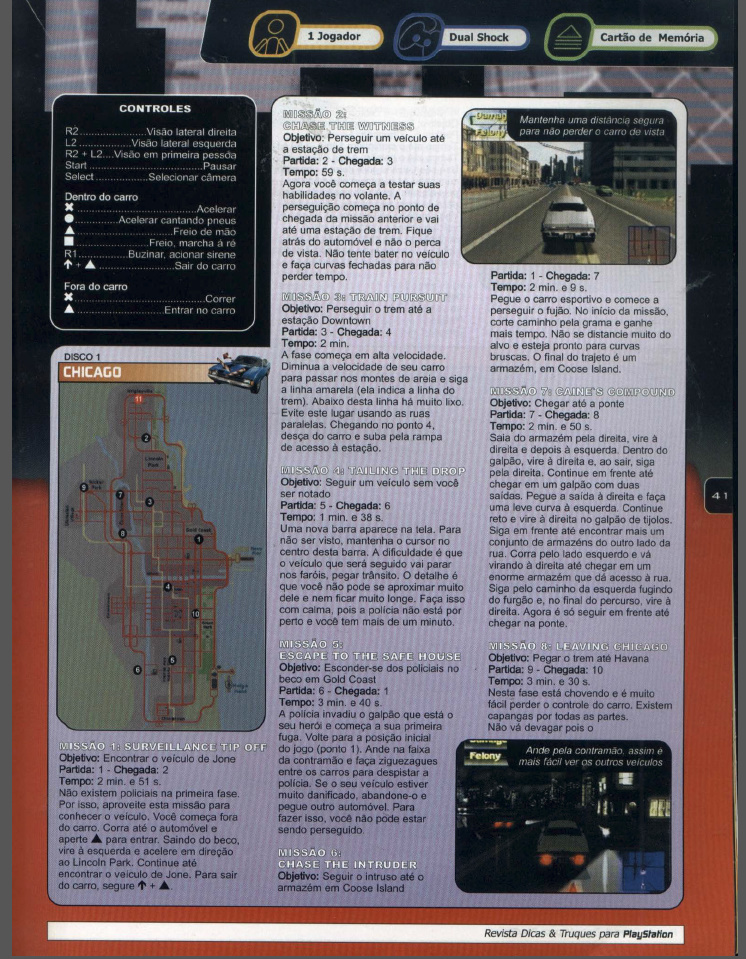 1 Jogador
Dual Shock
Cartão de Memória
CONTROLES
R2..................Visão lateral direita
L2...............Visão lateral esquerda
R2 + L2....Visão em primeira pessoa
Start..................................Pausar
Select.................Selecionar câmera
Dentro do carro
✖...................................Acelerar
●..............Acelerar cantando pneus
▲..............................Freio de mão
■.........................Freio, marcha à ré
R1...................Buzinar, acionar sirene
↑ + ▲.........................Sair do carro
Fora do carro
✖......................................Correr
▲..........................Entrar no carro
DISCO 1
CHICAGO
Wrigleyville
11
2
Lincoln
Park
9
7
3
8
Gold Coast
1
4
10
5
6
MISSÃO 1: SURVEILLANCE TIP OFF
Objetivo: Encontrar o veículo de Jone
Partida: 1 - Chegada: 2
Tempo: 2 min. e 51 s.
Não existem policiais na primeira fase.
Por isso, aproveite esta missão para
conhecer o veículo. Você começa fora
do carro. Corra até o automóvel e
aperte ▲ para entrar. Saindo do beco,
vire à esquerda e acelere em direção
ao Lincoln Park. Continue até
encontrar o veículo de Jone. Para sair
do carro, segure ↑ + ▲.
MISSÃO 2:
CHASE THE WITNESS
Objetivo: Perseguir um veículo até
a estação de trem
Partida: 2 - Chegada: 3
Tempo: 59 s.
Agora você começa a testar suas
habilidades no volante. A
perseguição começa no ponto de
chegada da missão anterior e vai
até uma estação de trem. Fique
atrás do automóvel e não o perca
de vista. Não tente bater no veículo
e faça curvas fechadas para não
perder tempo.
MISSÃO 3: TRAIN PURSUIT
Objetivo: Perseguir o trem até a
estação Downtown
Partida: 3 - Chegada: 4
Tempo: 2 min.
A fase começa em alta velocidade.
Diminua a velocidade de seu carro
para passar nos montes de areia e siga
a linha amarela (ela indica a linha do
trem). Abaixo desta linha há muito lixo.
Evite este lugar usando as ruas
paralelas. Chegando no ponto 4,
desça do carro e suba pela rampa
de acesso à estação.
MISSÃO 4: TAILING THE DROP
Objetivo: Seguir um veículo sem você
ser notado
Partida: 5 - Chegada: 6
Tempo: 1 min. e 38 s.
Uma nova barra aparece na tela. Para
não ser visto, mantenha o cursor no
centro desta barra. A dificuldade é que
o veículo que será seguido vai parar
nos faróis, pegar trânsito. O detalhe é
que você não pode se aproximar muito
dele e nem ficar muito longe. Faça isso
com calma, pois a polícia não está por
perto e você tem mais de um minuto.
MISSÃO 5:
ESCAPE TO THE SAFE HOUSE
Objetivo: Esconder-se dos policiais no
beco em Gold Coast
Partida: 6 - Chegada: 1
Tempo: 3 min. e 40 s.
A polícia invadiu o galpão que está o
seu herói e começa a sua primeira
fuga. Volte para a posição inicial
do jogo (ponto 1). Ande na faixa
da contramão e faça ziguezagues
entre os carros para despistar a
polícia. Se o seu veículo estiver
muito danificado, abandone-o e
pegue outro automóvel. Para
fazer isso, você não pode estar
sendo perseguido.
MISSÃO 6:
CHASE THE INTRUDER
Objetivo: Seguir o intruso até o
armazém em Coose Island
Damage
Felony
Mantenha uma distância segura
para não perder o carro de vista
Partida: 1 - Chegada: 7
Tempo: 2 min. e 9 s.
Pegue o carro esportivo e comece a
perseguir o fujão. No início da missão,
corte caminho pela grama e ganhe
mais tempo. Não se distancie muito do
alvo e esteja pronto para curvas
bruscas. O final do trajeto é um
armazém, em Coose Island.
MISSÃO 7: CAINE'S COMPOUND
Objetivo: Chegar até a ponte
Partida: 7 - Chegada: 8
Tempo: 2 min. e 50 s.
Saia do armazém pela direita, vire à
direita e depois à esquerda. Dentro do
galpão, vire à direita e, ao sair, siga
pela direita. Continue em frente até
chegar em um galpão com duas
saídas. Pegue a saída à direita e faça
uma leve curva à esquerda. Continue
reto e vire à direita no galpão de tijolos.
Siga em frente até encontrar mais um
conjunto de armazéns do outro lado da
rua. Corra pelo lado esquerdo e vá
virando à direita até chegar em um
enorme armazém que dá acesso à rua.
Siga pelo caminho da esquerda fugindo
do furgão e, no final do percurso, vire à
direita. Agora é só seguir em frente até
chegar na ponte.
MISSÃO 8: LEAVING CHICAGO
Objetivo: Pegar o trem até Havana
Partida: 9 - Chegada: 10
Tempo: 3 min. e 30 s.
Nesta fase está chovendo e é muito
fácil perder o controle do carro. Existem
capangas por todas as partes.
Não vá devagar pois o
Damage
Felony
Ande pela contramão, assim é
mais fácil ver os outros veículos
41
Revista Dicas & Truques para PlayStation